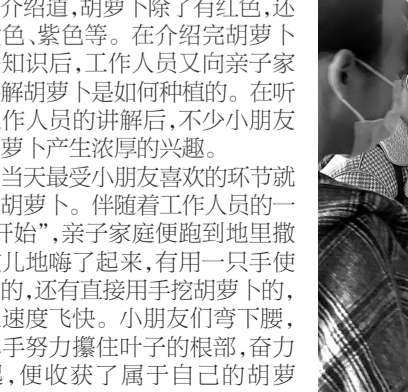 介绍道，胡萝卜除了有红色，还
色、紫色等。在介绍完胡萝卜
知识后，工作人员又向亲子家
解胡萝卜是如何种植的。在听
作人员的讲解后，不少小朋友
萝卜产生浓厚的兴趣。
当天最受小朋友喜欢的环节就
胡萝卜。伴随着工作人员的一
开始”，亲子家庭便跑到地里撒
儿地嗨了起来，有用一只手使
的，还有直接用手挖胡萝卜的，
速度飞快。小朋友们弯下腰，
手努力攥住叶子的根部，奋力
，便收获了属于自己的胡萝